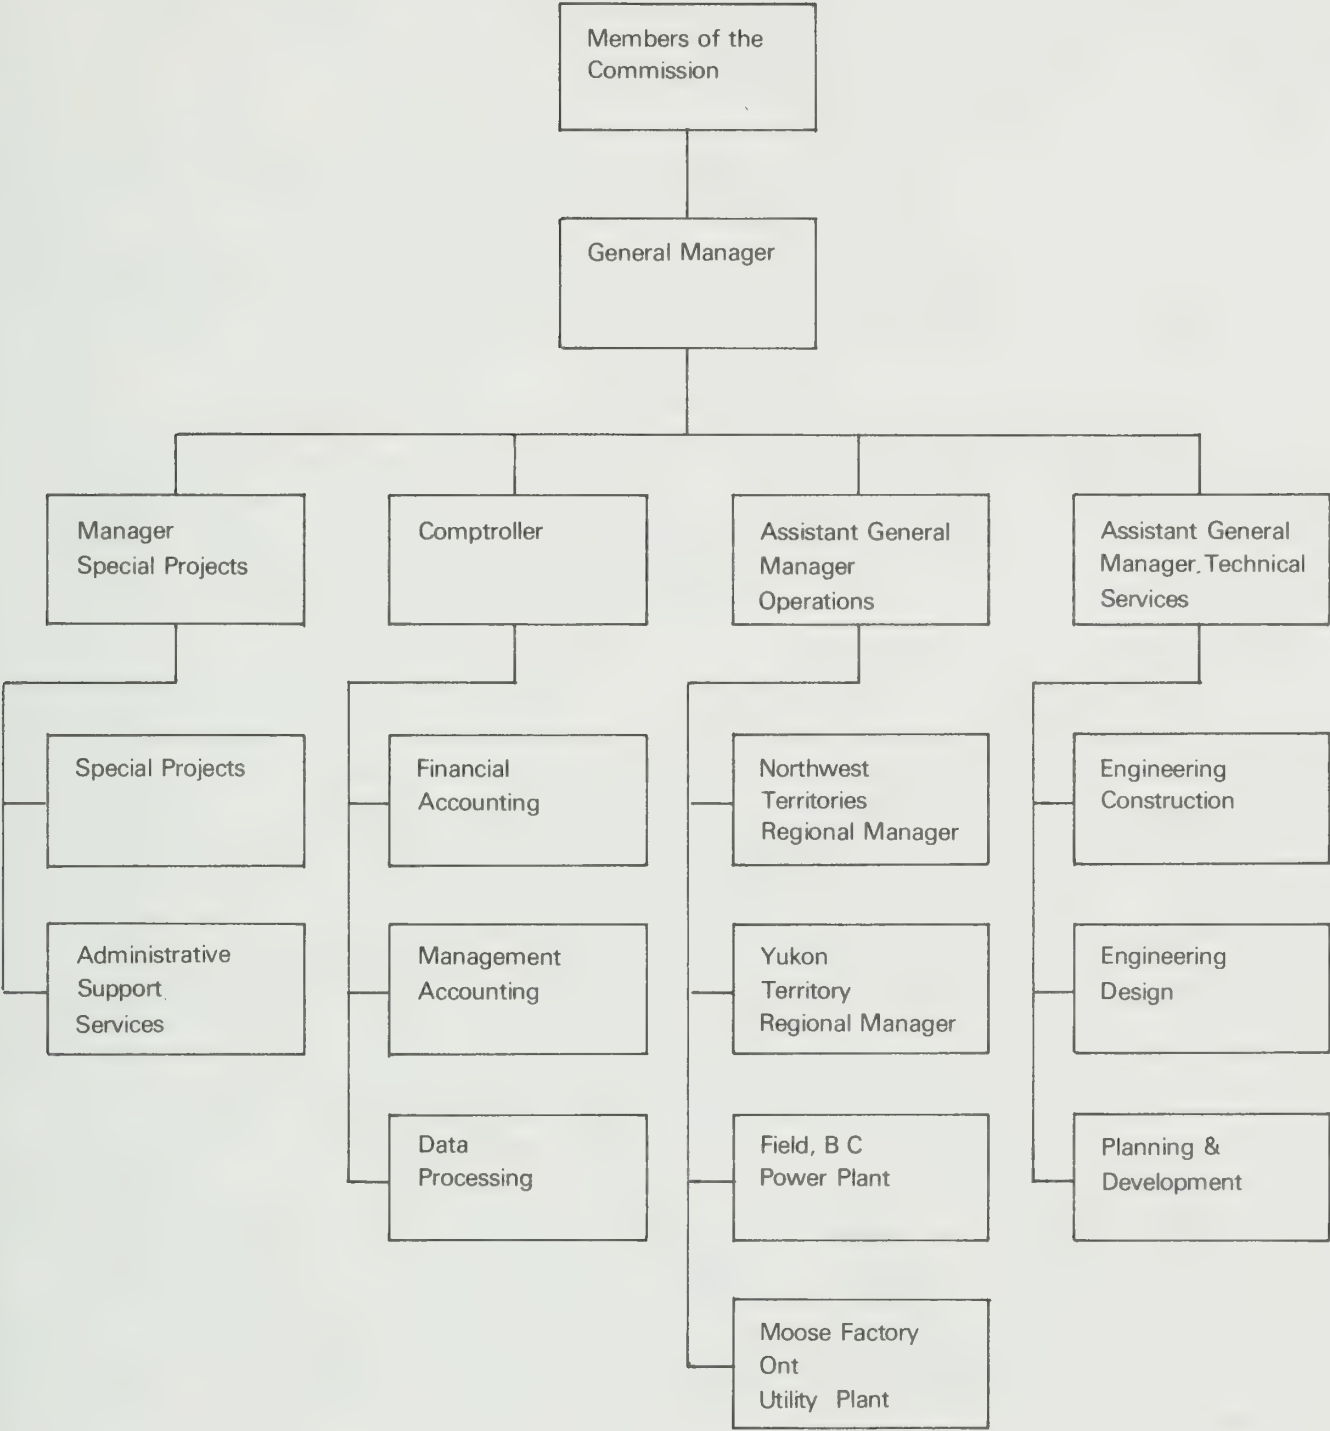 Members of the
Commission
General Manager
Manager
Special Projects
Comptroller
Assistant General
Manager
Operations
Assistant General
Manager, Technical
Services
Special Projects
Administrative
Support
Services
Financial
Accounting
Management
Accounting
Data
Processing
Northwest
Territories
Regional Manager
Yukon
Territory
Regional Manager
Field, B C
Power Plant
Moose Factory
Ont
Utility Plant
Engineering
Construction
Engineering
Design
Planning &
Development